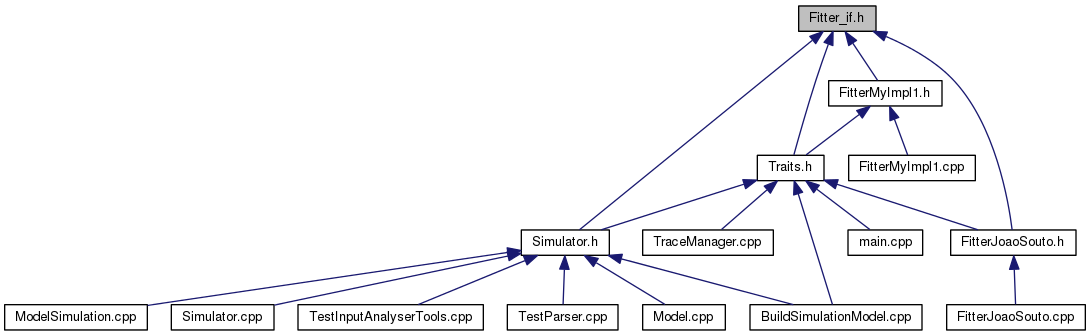 Fitter_if.h
FitterMyImpl1.h
Traits.h
FitterMyImpl1.cpp
Simulator.h
TraceManager.cpp
main.cpp
FitterJoaoSouto.h
ModelSimulation.cpp
Simulator.cpp
TestInputAnalyserTools.cpp
TestParser.cpp
Model.cpp
BuildSimulationModel.cpp
FitterJoaoSouto.cpp